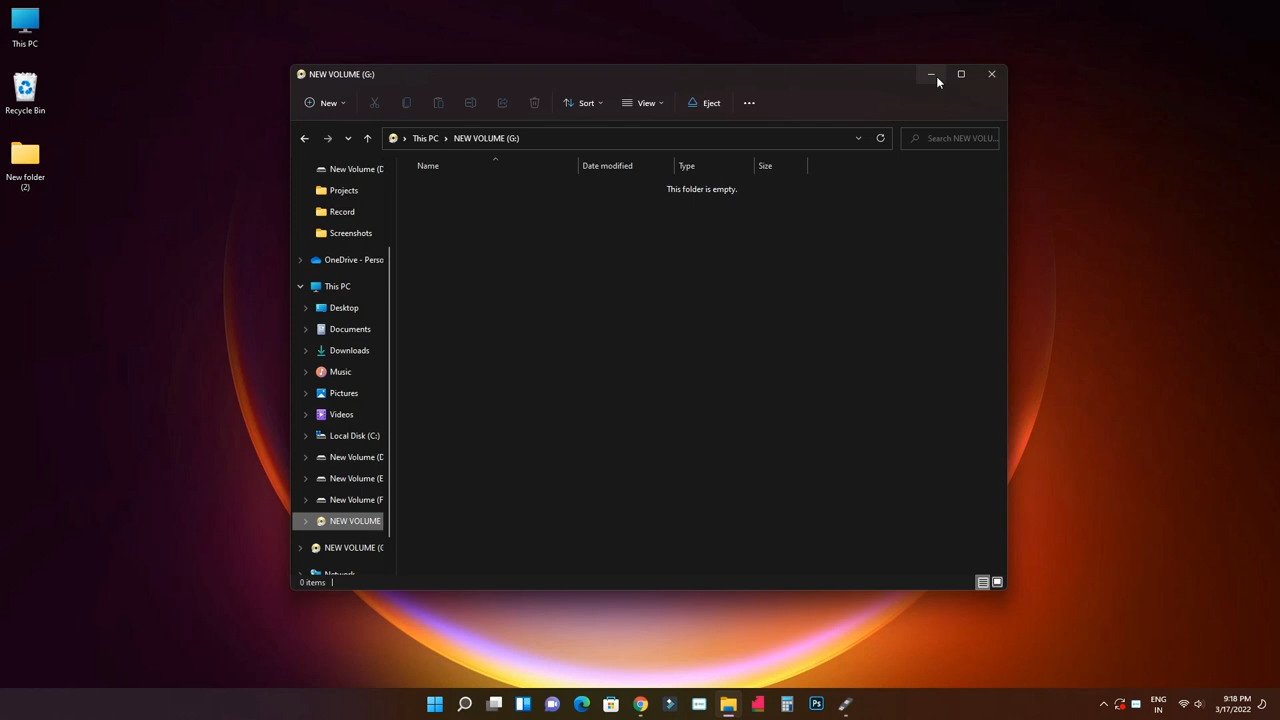 This PC
Recycle Bin
New folder
(2)
NEW VOLUME (G:)
New
Sort
View
Eject
This PC
NEW VOLUME (G:)
Search NEW VOLU...
Name
Date modified
Type
Size
This folder is empty.
New Volume (D
Projects
Record
Screenshots
OneDrive - Perso
This PC
Desktop
Documents
Downloads
Music
Pictures
Videos
Local Disk (C:)
New Volume (D
New Volume (E
New Volume (F
NEW VOLUME
NEW VOLUME (G
Network
0 items
Ps
ENG
IN
9:18 PM
3/17/2022